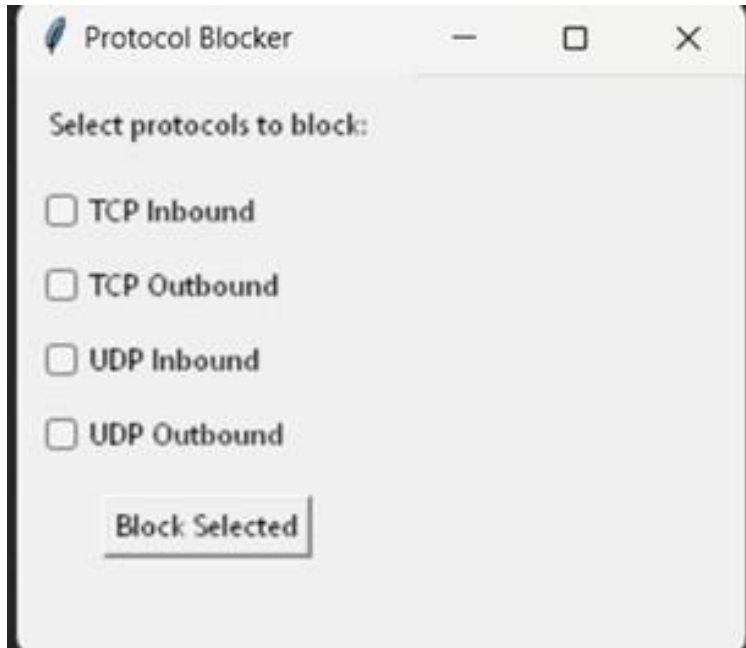 Protocol Blocker
Select protocols to block:
TCP Inbound
TCP Outbound
UDP Inbound
UDP Outbound
Block Selected